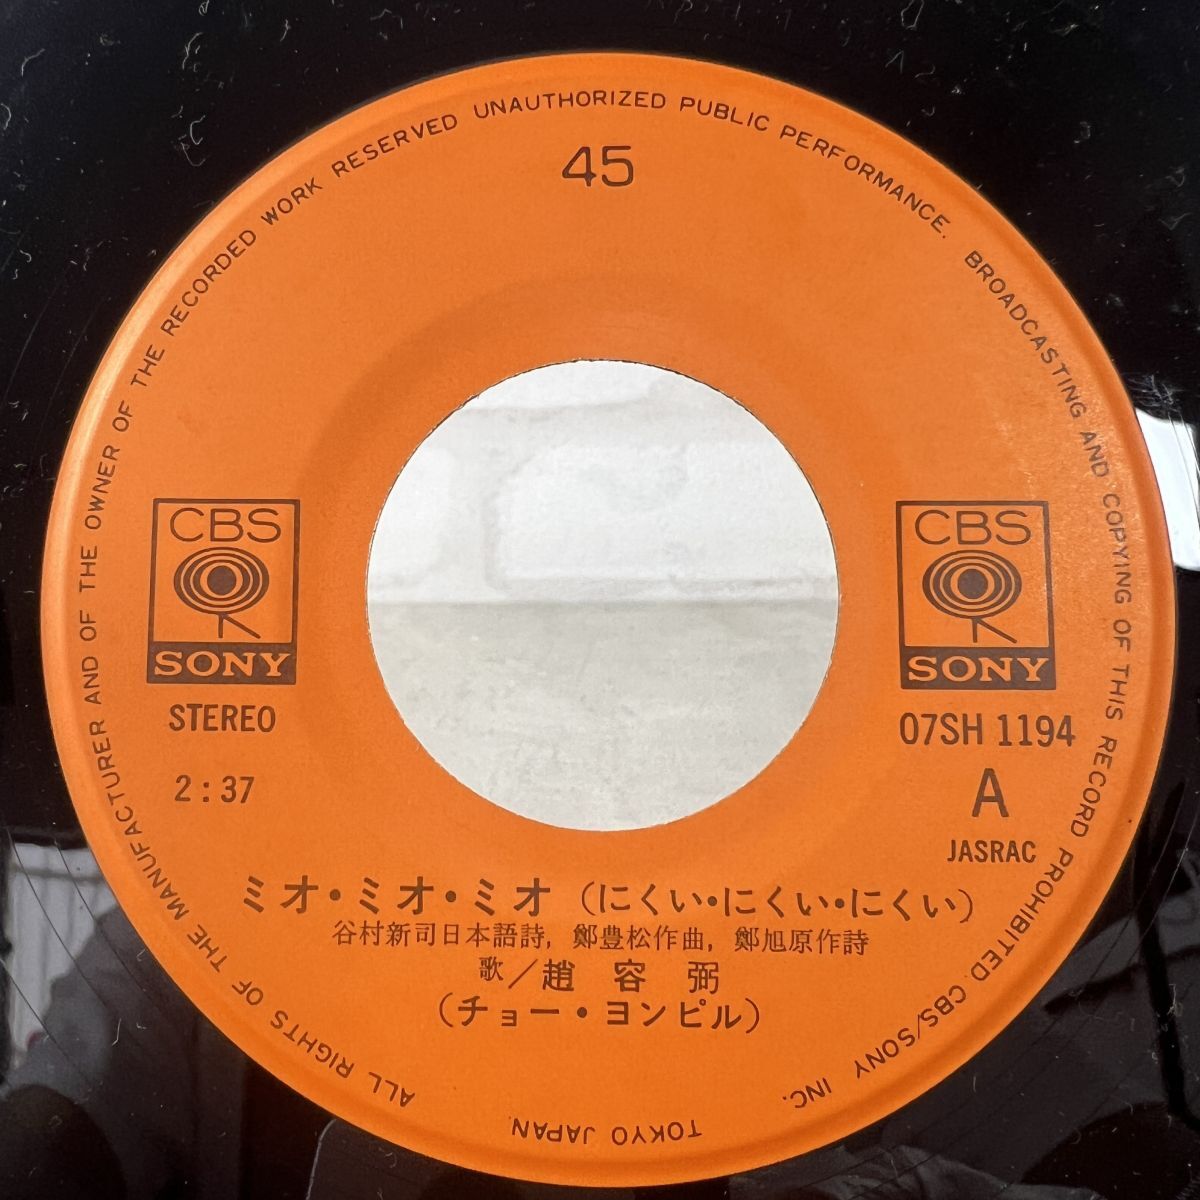 ALL RIGHTS OF THE MANUFACTURER AND OF THE OWNER OF THE RECORDED WORK RESERVED UNAUTHORIZED PUBLIC PERFORMANCE. BROADCASTING AND COPYING OF THIS RECORD PROHIBITED. CBS/SONY INC. TOKYO JAPAN.
45
CBS
SONY
CBS
SONY
STEREO
07SH 1194
2:37
A
JASRAC
ミオ・ミオ・ミオ (にくい・にくい・にくい)
谷村新司日本語詩, 鄭豊松作曲, 鄭旭原作詩
歌/趙 容 弼
(チョー・ヨンピル)